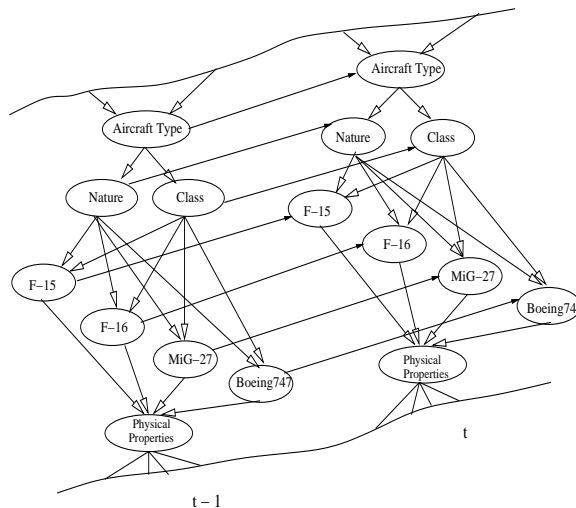 Aircraft Type
Nature
Class
F–15
F–16
MiG–27
Boeing74
Physical
Properties
t
Aircraft Type
Nature
Class
F–15
F–16
MiG–27
Boeing747
Physical
Properties
t – 1